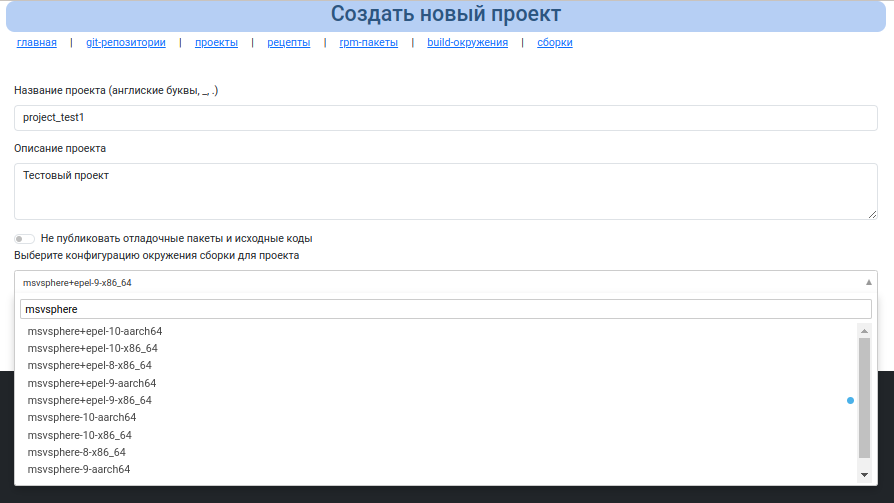 Создать новый проект
главная | git-репозитории | проекты | рецепты | rpm-пакеты | build-окружения | сборки
Название проекта (англиские буквы, _, .)
project_test1
Описание проекта
Тестовый проект
Не публиковать отладочные пакеты и исходные коды
Выберите конфигурацию окружения сборки для проекта
msvsphere+epel-9-x86_64
msvsphere
msvsphere+epel-10-aarch64
msvsphere+epel-10-x86_64
msvsphere+epel-8-x86_64
msvsphere+epel-9-aarch64
msvsphere+epel-9-x86_64
msvsphere-10-aarch64
msvsphere-10-x86_64
msvsphere-8-x86_64
msvsphere-9-aarch64